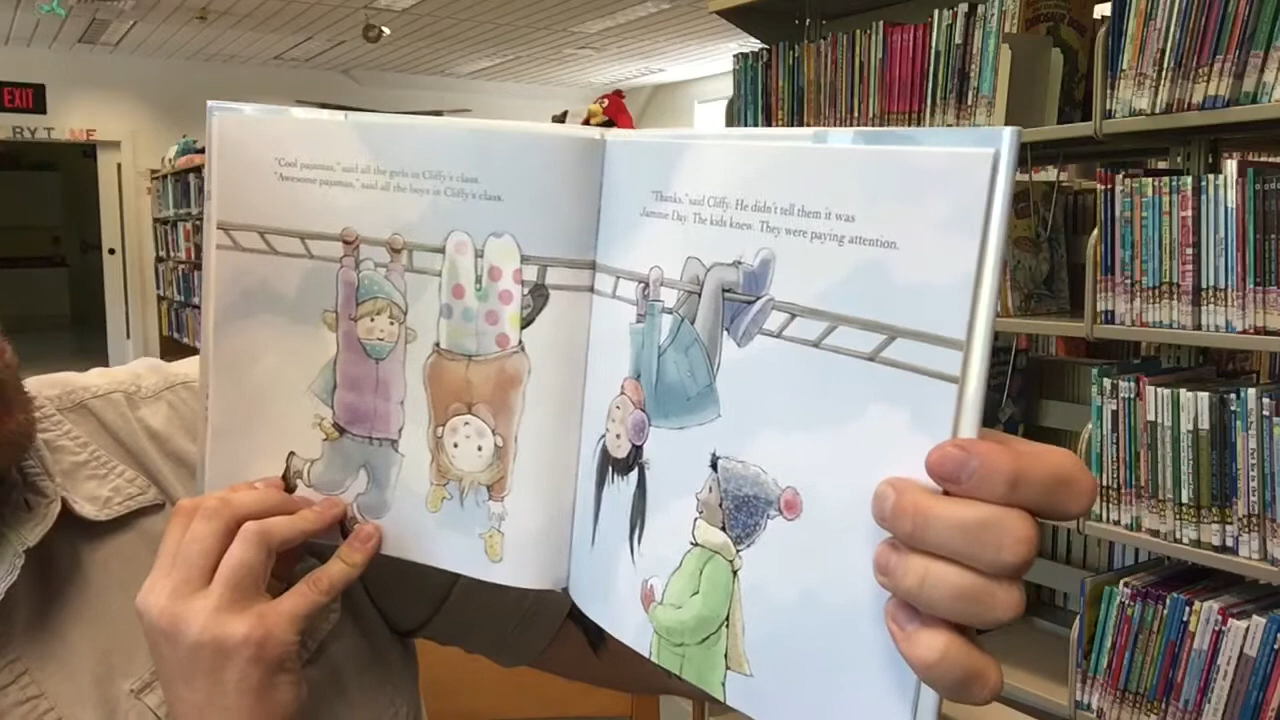 EXIT
RY T ME
"Cool pajamas," said all the girls in Cliffy's class.
"Awesome pajamas," said all the boys in Cliffy's class.
"Thanks," said Cliffy. He didn't tell them it was
Jammie Day. The kids knew. They were paying attention.